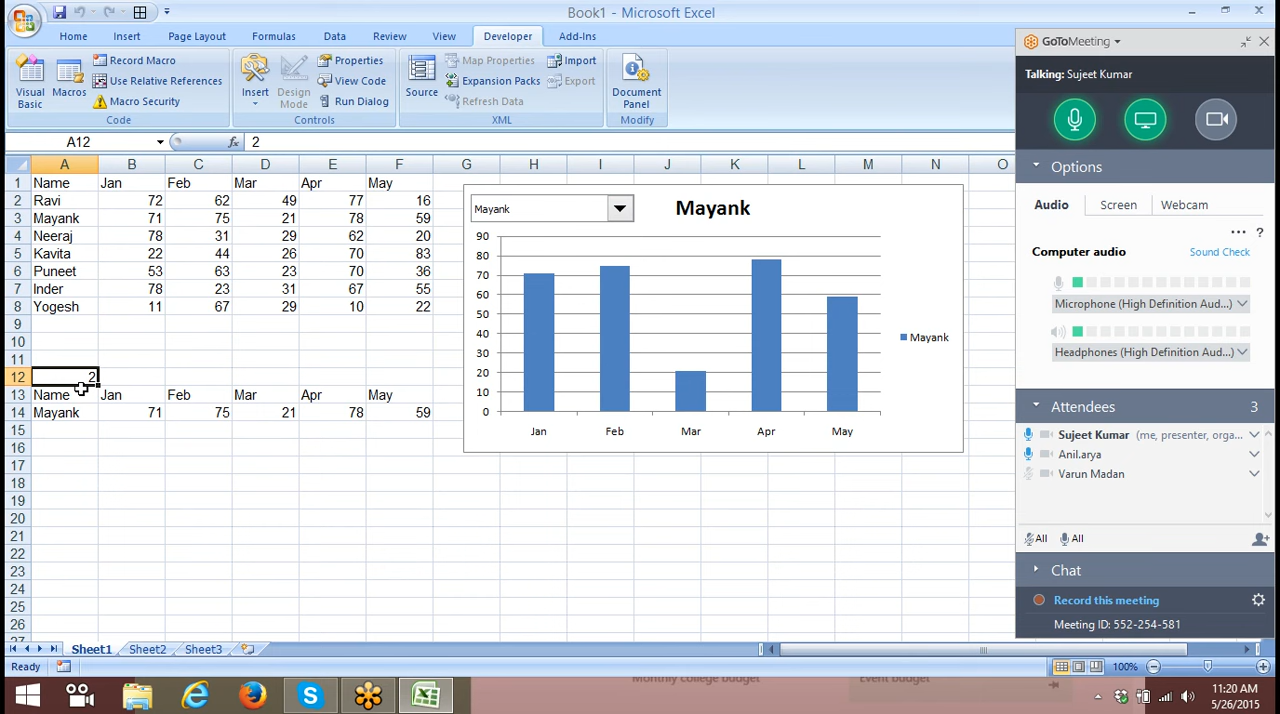 Book1 - Microsoft Excel
Home Insert Page Layout Formulas Data Review View Developer Add-Ins
Visual Basic
Macros
Record Macro
Use Relative References
Macro Security
Code
Insert
Design Mode
Properties
View Code
Run Dialog
Controls
Source
Map Properties
Expansion Packs
Refresh Data
Import
Export
XML
Document Panel
Modify
A12 fx 2
A B C D E F G H I J K L M N O
1 Name Jan Feb Mar Apr May
2 Ravi 72 62 49 77 16
3 Mayank 71 75 21 78 59
4 Neeraj 78 31 29 62 20
5 Kavita 22 44 26 70 83
6 Puneet 53 63 23 70 36
7 Inder 78 23 31 67 55
8 Yogesh 11 67 29 10 22
9
10
11
12 2
13 Name Jan Feb Mar Apr May
14 Mayank 71 75 21 78 59
15
16
17
18
19
20
21
22
23
24
25
26
27
Mayank
Mayank
90
80
70
60
50
40
30
20
10
0
Jan Feb Mar Apr May
Mayank
Sheet1 Sheet2 Sheet3
Ready
100%
GoToMeeting
Talking: Sujeet Kumar
Options
Audio Screen Webcam
... ?
Computer audio Sound Check
Microphone (High Definition Aud...)
Headphones (High Definition Aud...)
Attendees 3
Sujeet Kumar (me, presenter, orga...
Anil.arya
Varun Madan
All All
Chat
Record this meeting
Meeting ID: 552-254-581
Monthly college budget
Event budget
11:20 AM
5/26/2015